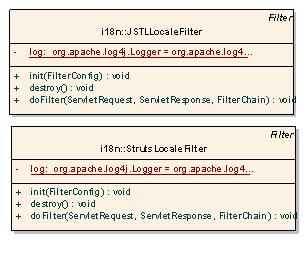 Filter
i18n::JSTLLocaleFilter
- log: org.apache.log4j.Logger = org.apache.log4...
+ init(FilterConfig) : void
+ destroy() : void
+ doFilter(ServletRequest, ServletResponse, FilterChain) : void
Filter
i18n::StrutsLocaleFilter
- log: org.apache.log4j.Logger = org.apache.log4...
+ init(FilterConfig) : void
+ destroy() : void
+ doFilter(ServletRequest, ServletResponse, FilterChain) : void